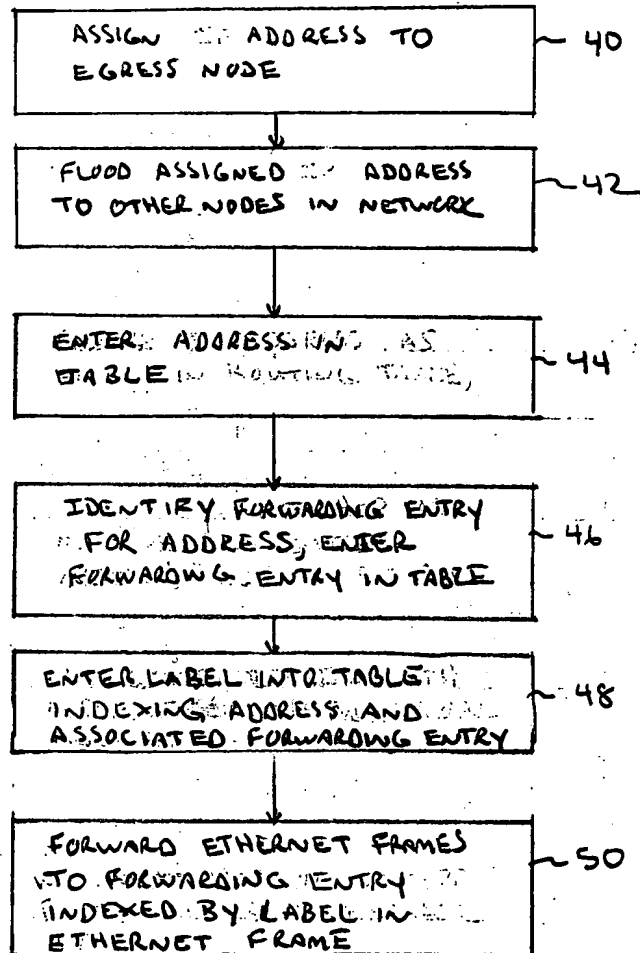 ASSIGN ADDRESS TO
EGRESS NODE
40
FLOOD ASSIGNED ADDRESS
TO OTHER NODES IN NETWORK
42
ENTER ADDRESS AS
TABLE IN ROUTING
44
IDENTIFY FORWARDING ENTRY
FOR ADDRESS, ENTER
FORWARDING ENTRY IN TABLE
46
ENTER LABEL INTO TABLE
INDEXING ADDRESS AND
ASSOCIATED FORWARDING ENTRY
48
FORWARD ETHERNET FRAMES
TO FORWARDING ENTRY
INDEXED BY LABEL IN
ETHERNET FRAME
50